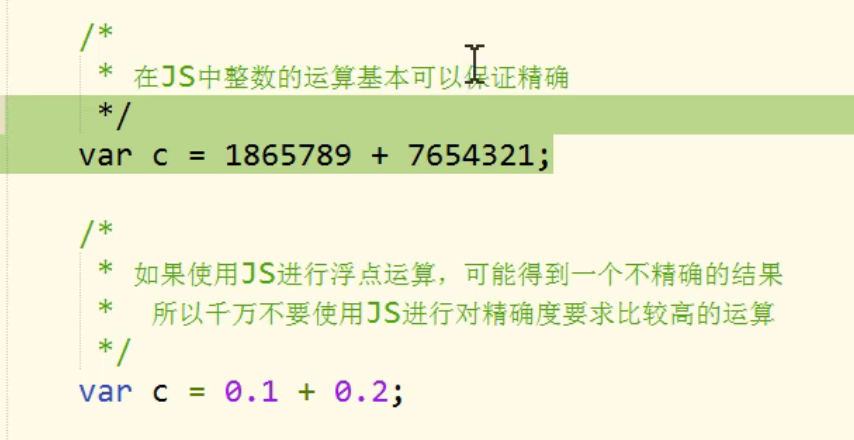 /*
* 在JS中整数的运算基本可以保证精确
*/
var c = 1865789 + 7654321;
/*
* 如果使用JS进行浮点运算，可能得到一个不精确的结果
* 所以千万不要使用JS进行对精确度要求比较高的运算
*/
var c = 0.1 + 0.2;